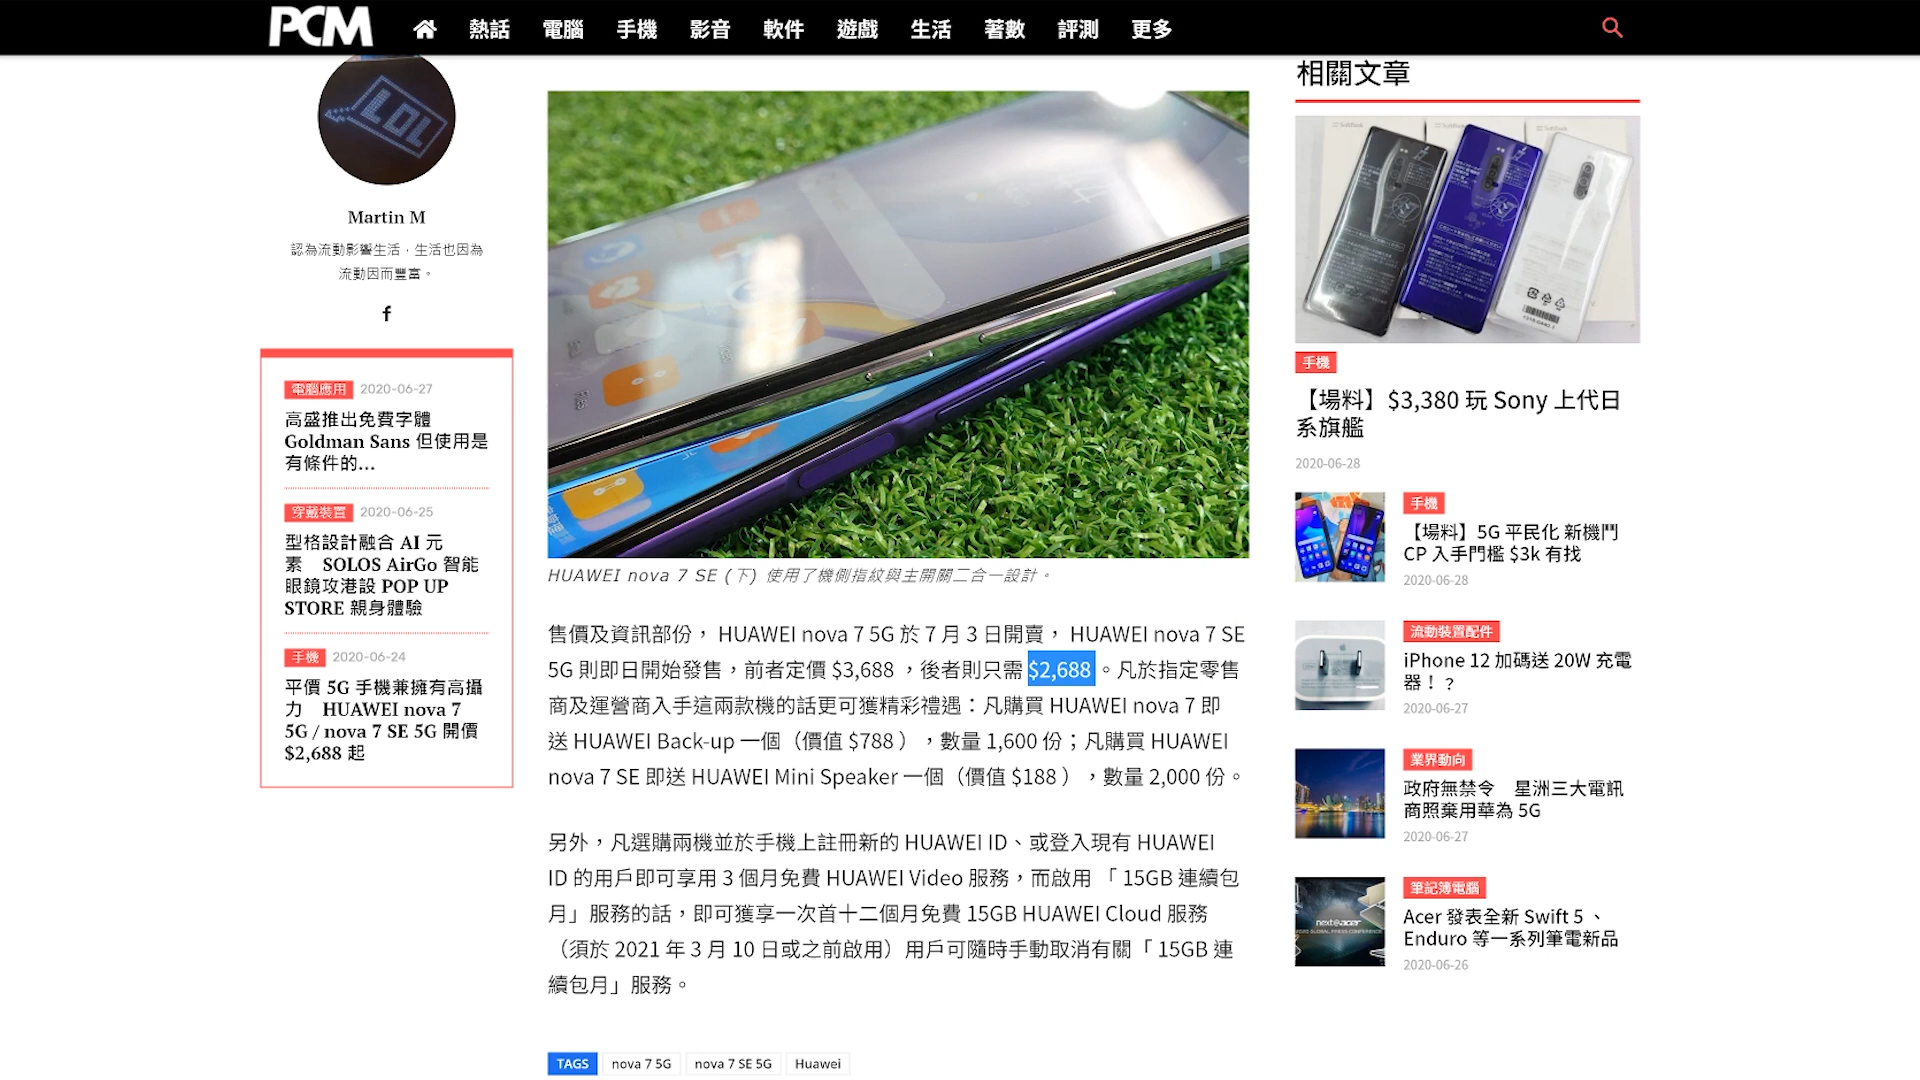 PCM 熱話 電腦 手機 影音 軟件 遊戲 生活 著數 評測 更多
LOL
Martin M
認為流動影響生活，生活也因為
流動因而豐富。
電腦應用 2020-06-27
高盛推出免費字體
Goldman Sans 但使用是
有條件的...
穿戴裝置 2020-06-25
型格設計融合 AI 元
素　SOLOS AirGo 智能
眼鏡攻港設 POP UP
STORE 親身體驗
手機 2020-06-24
平價 5G 手機兼擁有高攝
力　HUAWEI nova 7
5G / nova 7 SE 5G 開價
$2,688 起
HUAWEI nova 7 SE (下) 使用了機側指紋與主開關二合一設計。
售價及資訊部份， HUAWEI nova 7 5G 於 7 月 3 日開賣， HUAWEI nova 7 SE
5G 則即日開始發售，前者定價 $3,688 ，後者則只需 $2,688 。凡於指定零售
商及運營商入手這兩款機的話更可獲精彩禮遇：凡購買 HUAWEI nova 7 即
送 HUAWEI Back-up 一個（價值 $788 ），數量 1,600 份；凡購買 HUAWEI
nova 7 SE 即送 HUAWEI Mini Speaker 一個（價值 $188 ），數量 2,000 份。
另外，凡選購兩機並於手機上註冊新的 HUAWEI ID、或登入現有 HUAWEI
ID 的用戶即可享用 3 個月免費 HUAWEI Video 服務，而啟用 「 15GB 連續包
月」服務的話，即可獲享一次首十二個月免費 15GB HUAWEI Cloud 服務
（須於 2021 年 3 月 10 日或之前啟用）用戶可隨時手動取消有關「 15GB 連
續包月」服務。
TAGS nova 7 5G nova 7 SE 5G Huawei
相關文章
手機
【場料】$3,380 玩 Sony 上代日
系旗艦
2020-06-28
手機
【場料】5G 平民化 新機鬥
CP 入手門檻 $3k 有找
2020-06-28
流動裝置配件
iPhone 12 加碼送 20W 充電
器！？
2020-06-27
業界動向
政府無禁令　星洲三大電訊
商照棄用華為 5G
2020-06-27
next@acer
筆記簿電腦
Acer 發表全新 Swift 5 、
Enduro 等一系列筆電新品
2020-06-26